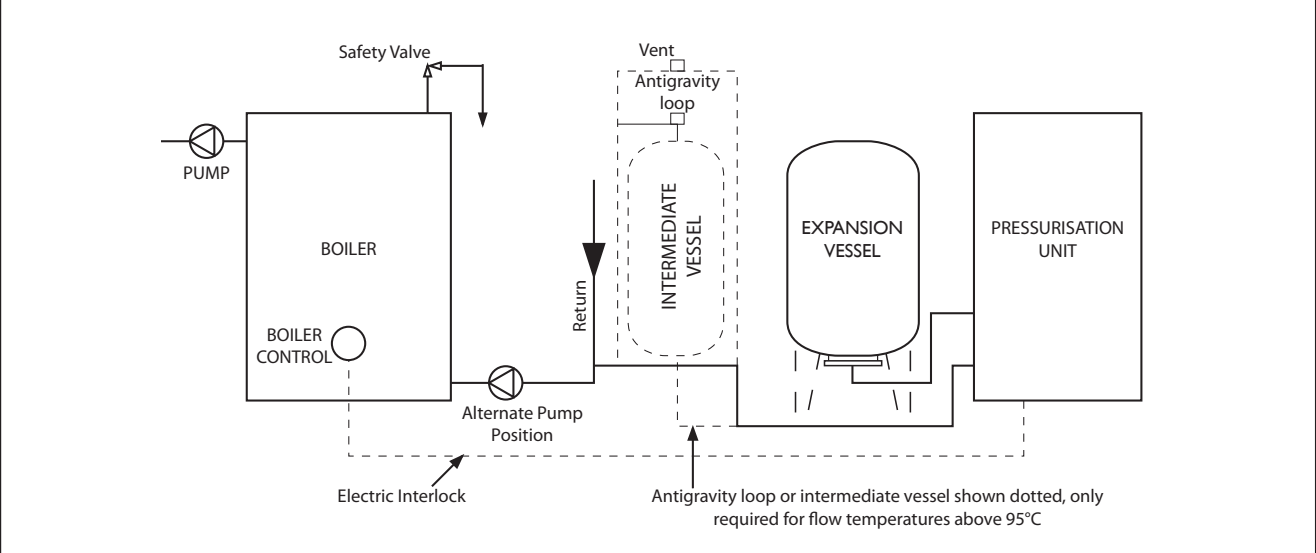 Safety Valve
Vent
Antigravity
loop
PUMP
BOILER
INTERMEDIATE
VESSEL
EXPANSION
VESSEL
PRESSURISATION
UNIT
Return
BOILER
CONTROL
Alternate Pump
Position
Electric Interlock
Antigravity loop or intermediate vessel shown dotted, only
required for flow temperatures above 95°C